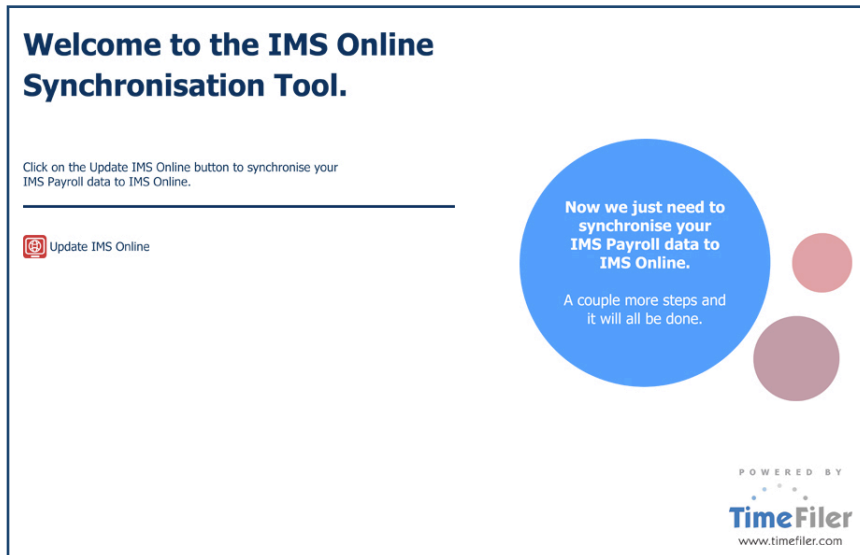 Welcome to the IMS Online
Synchronisation Tool.
Click on the Update IMS Online button to synchronise your
IMS Payroll data to IMS Online.
Update IMS Online
Now we just need to
synchronise your
IMS Payroll data to
IMS Online.
A couple more steps and
it will all be done.
POWERED BY
TimeFiler
www.timefiler.com